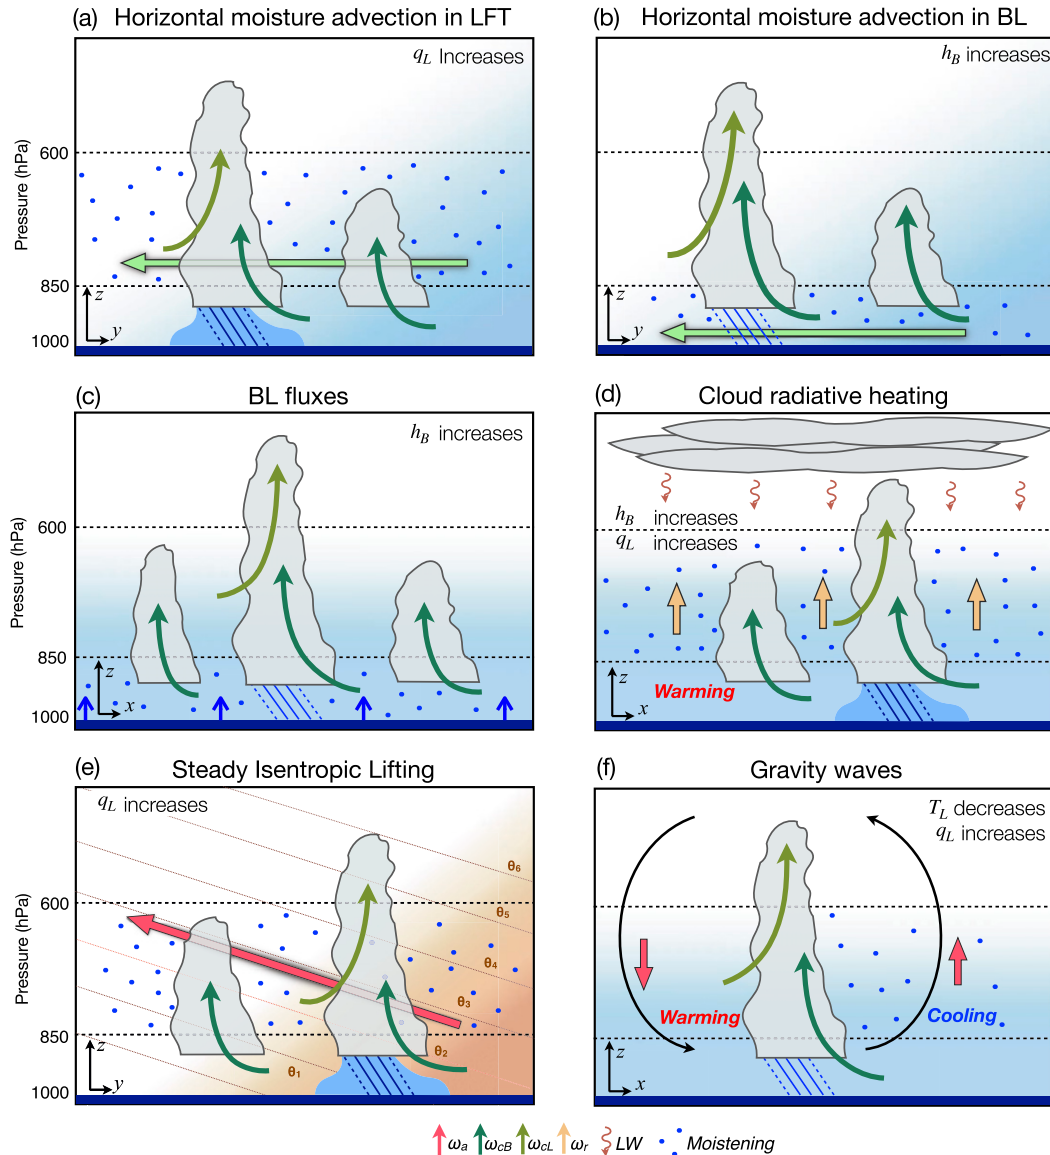 (a) Horizontal moisture advection in LFT
q_L Increases
Pressure (hPa)
600
850
1000
z
y
(b) Horizontal moisture advection in BL
h_B increases
z
y
(c) BL fluxes
h_B increases
Pressure (hPa)
600
850
1000
z
x
(d) Cloud radiative heating
h_B increases
q_L increases
Warming
z
x
(e) Steady Isentropic Lifting
q_L increases
Pressure (hPa)
600
850
1000
θ6
θ5
θ4
θ3
θ2
θ1
z
y
(f) Gravity waves
T_L decreases
q_L increases
Warming
Cooling
z
x
ω_a ω_cB ω_cL ω_r LW Moistening